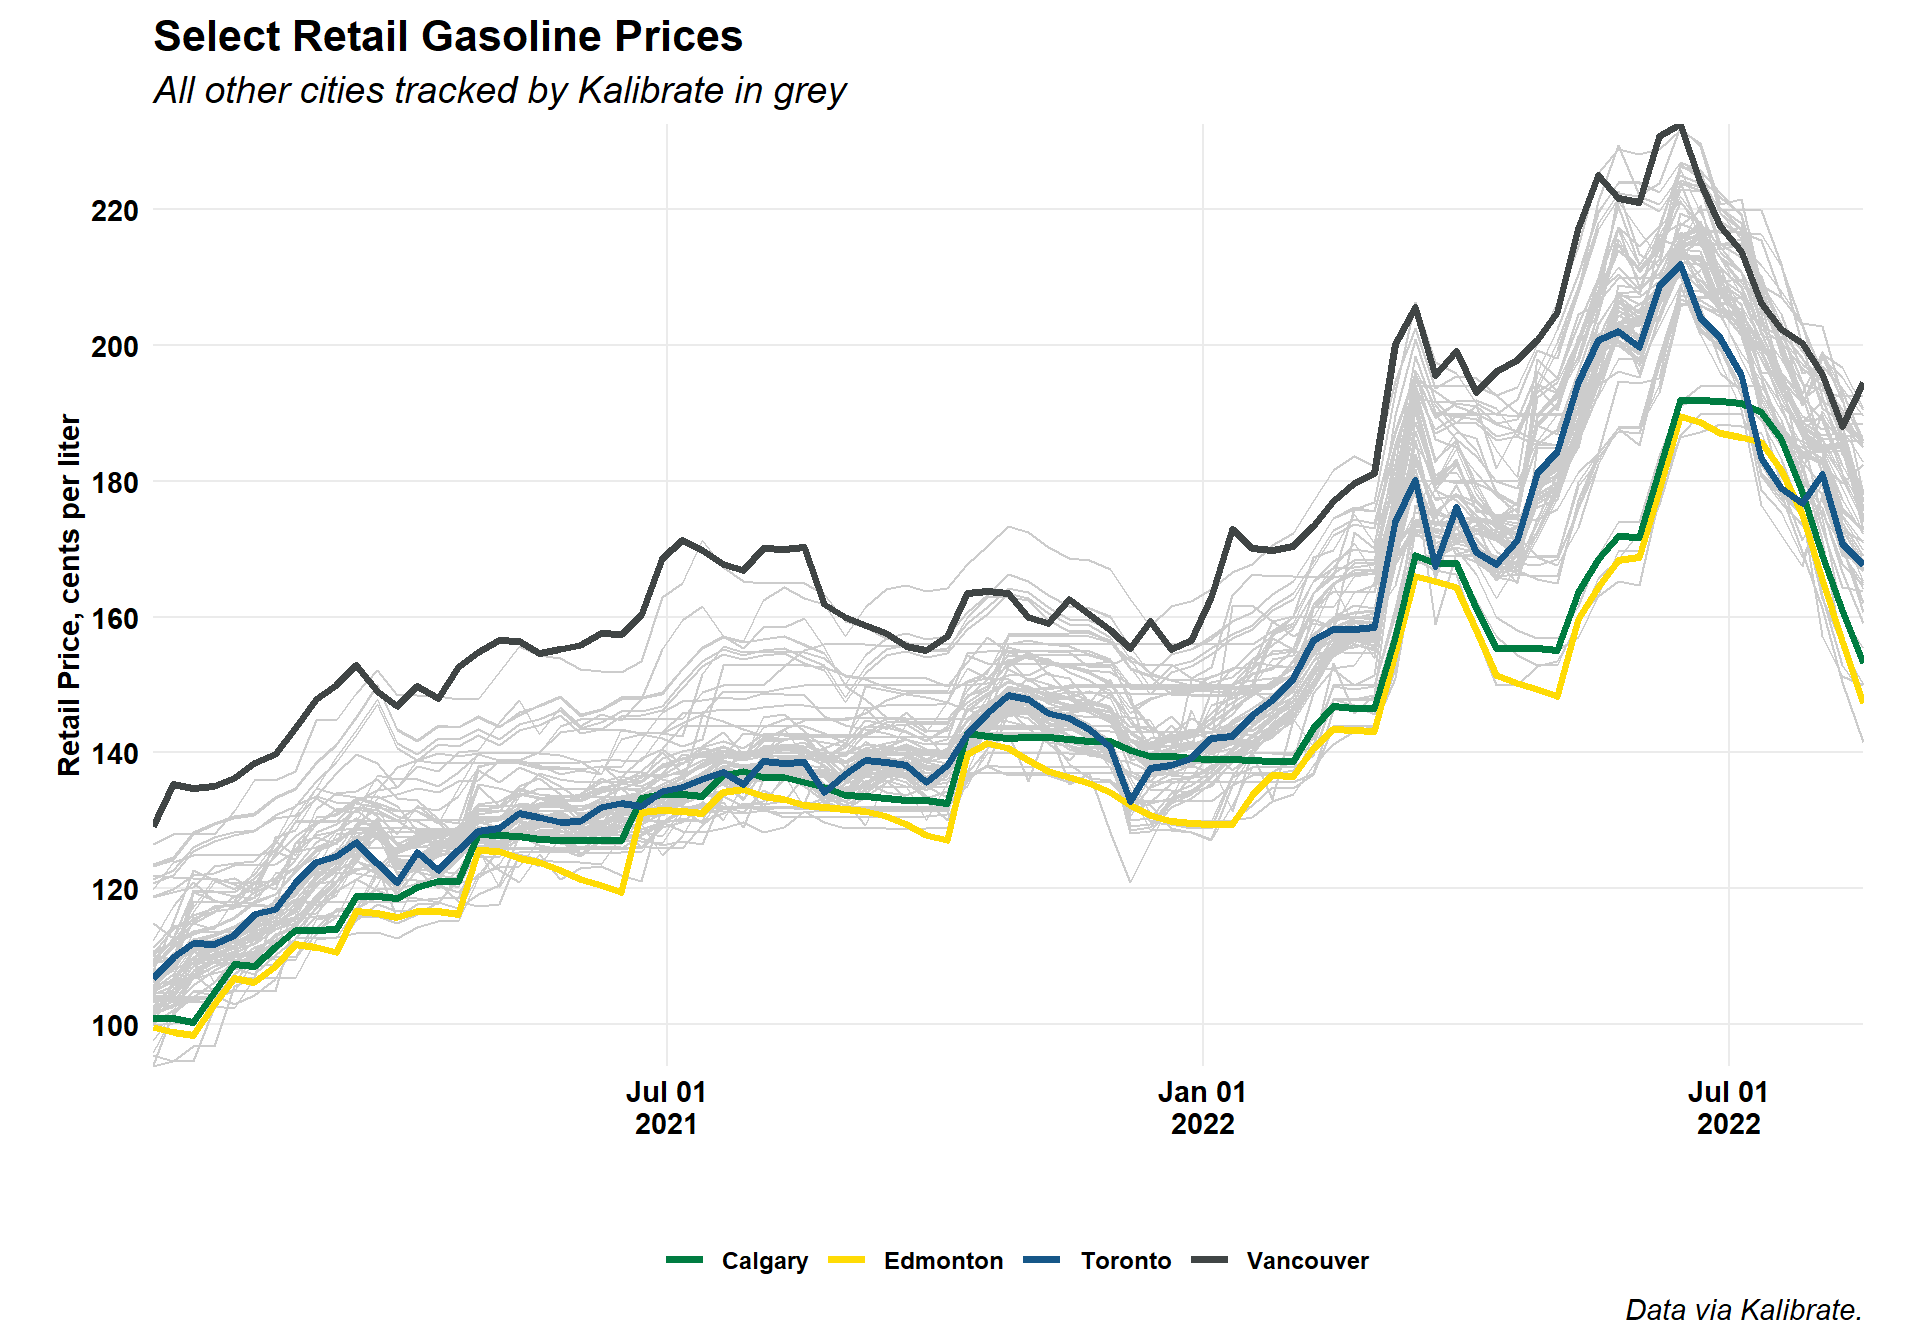 Select Retail Gasoline Prices
All other cities tracked by Kalibrate in grey
Retail Price, cents per liter
220
200
180
160
140
120
100
Jul 01
2021
Jan 01
2022
Jul 01
2022
Calgary Edmonton Toronto Vancouver
Data via Kalibrate.